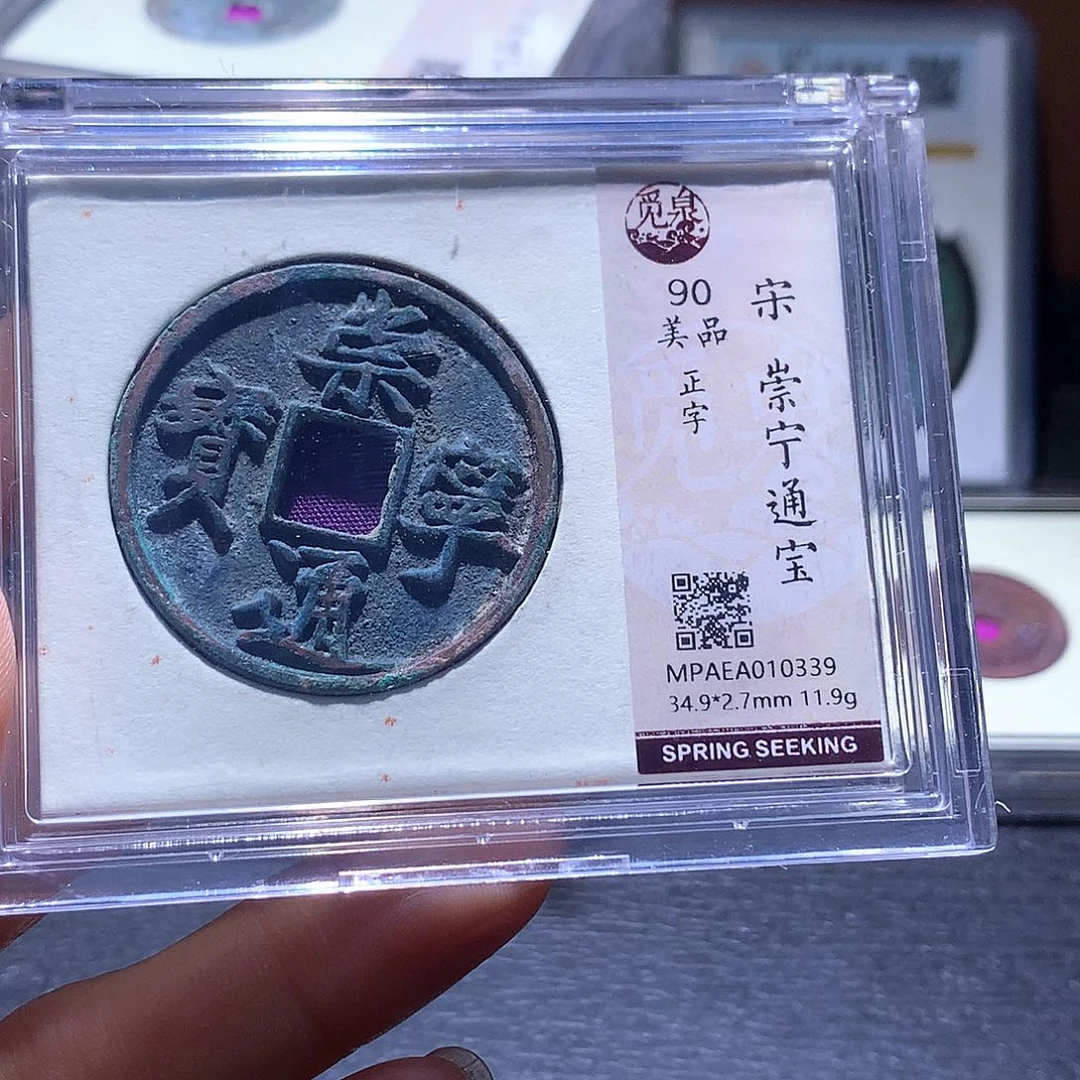 崇寧通寳
觅泉
90
美品
正字
宋 崇宁通宝
MPAEA010339
34.9*2.7mm 11.9g
SPRING SEEKING